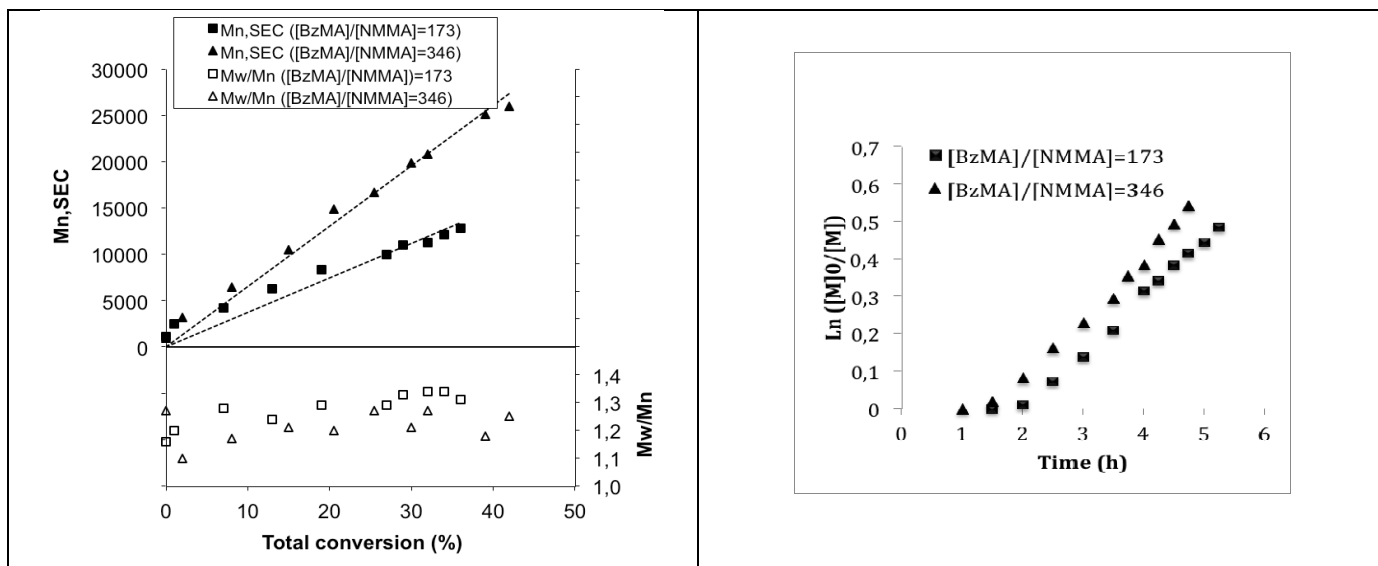 Mn,SEC ([BzMA]/[NMMA]=173)
Mn,SEC ([BzMA]/[NMMA]=346)
Mw/Mn ([BzMA]/[NMMA])=173
Mw/Mn ([BzMA]/[NMMA]=346)
30000
25000
20000
15000
10000
5000
0
Mn,SEC
1,4
1,3
1,2
1,1
1,0
Mw/Mn
0 10 20 30 40 50
Total conversion (%)
[BzMA]/[NMMA]=173
[BzMA]/[NMMA]=346
0,7
0,6
0,5
0,4
0,3
0,2
0,1
0
Ln ([M]0/[M])
0 1 2 3 4 5 6
Time (h)